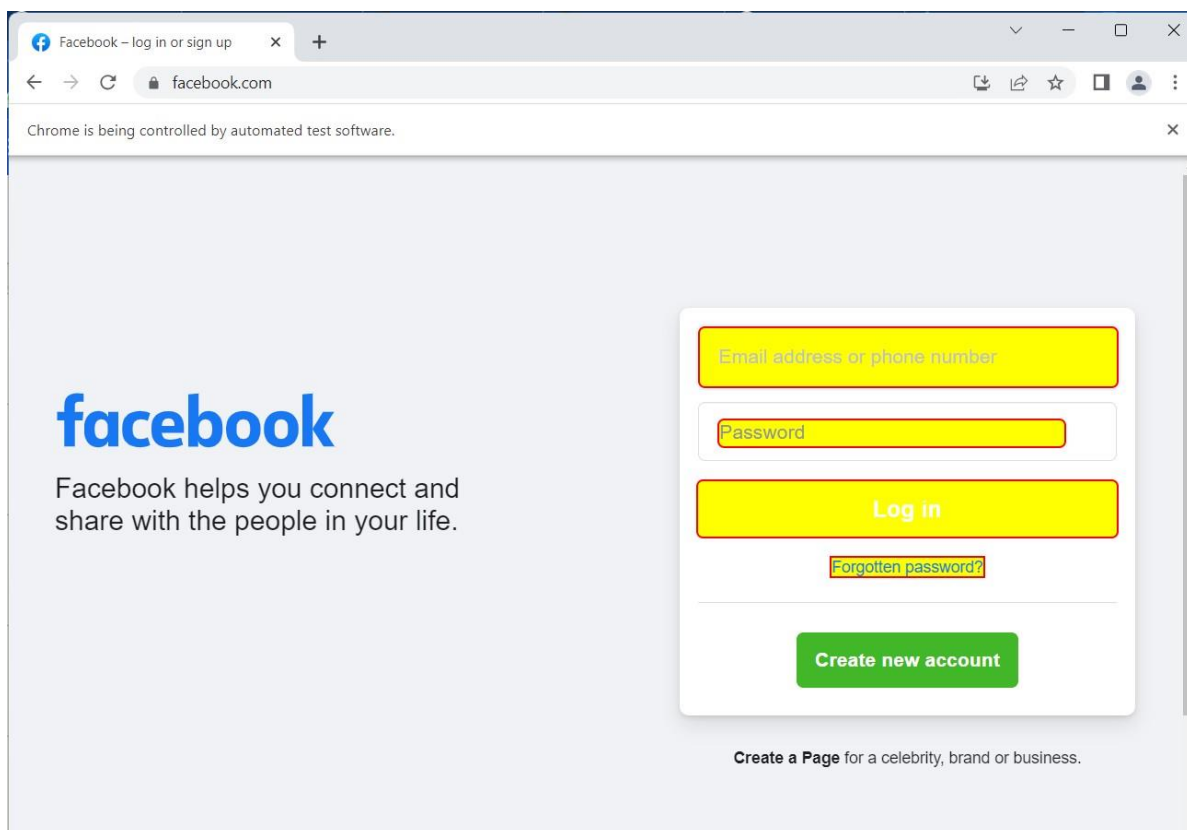 Facebook – log in or sign up
facebook.com
Chrome is being controlled by automated test software.
facebook
Facebook helps you connect and
share with the people in your life.
Email address or phone number
Password
Log in
Forgotten password?
Create new account
Create a Page for a celebrity, brand or business.